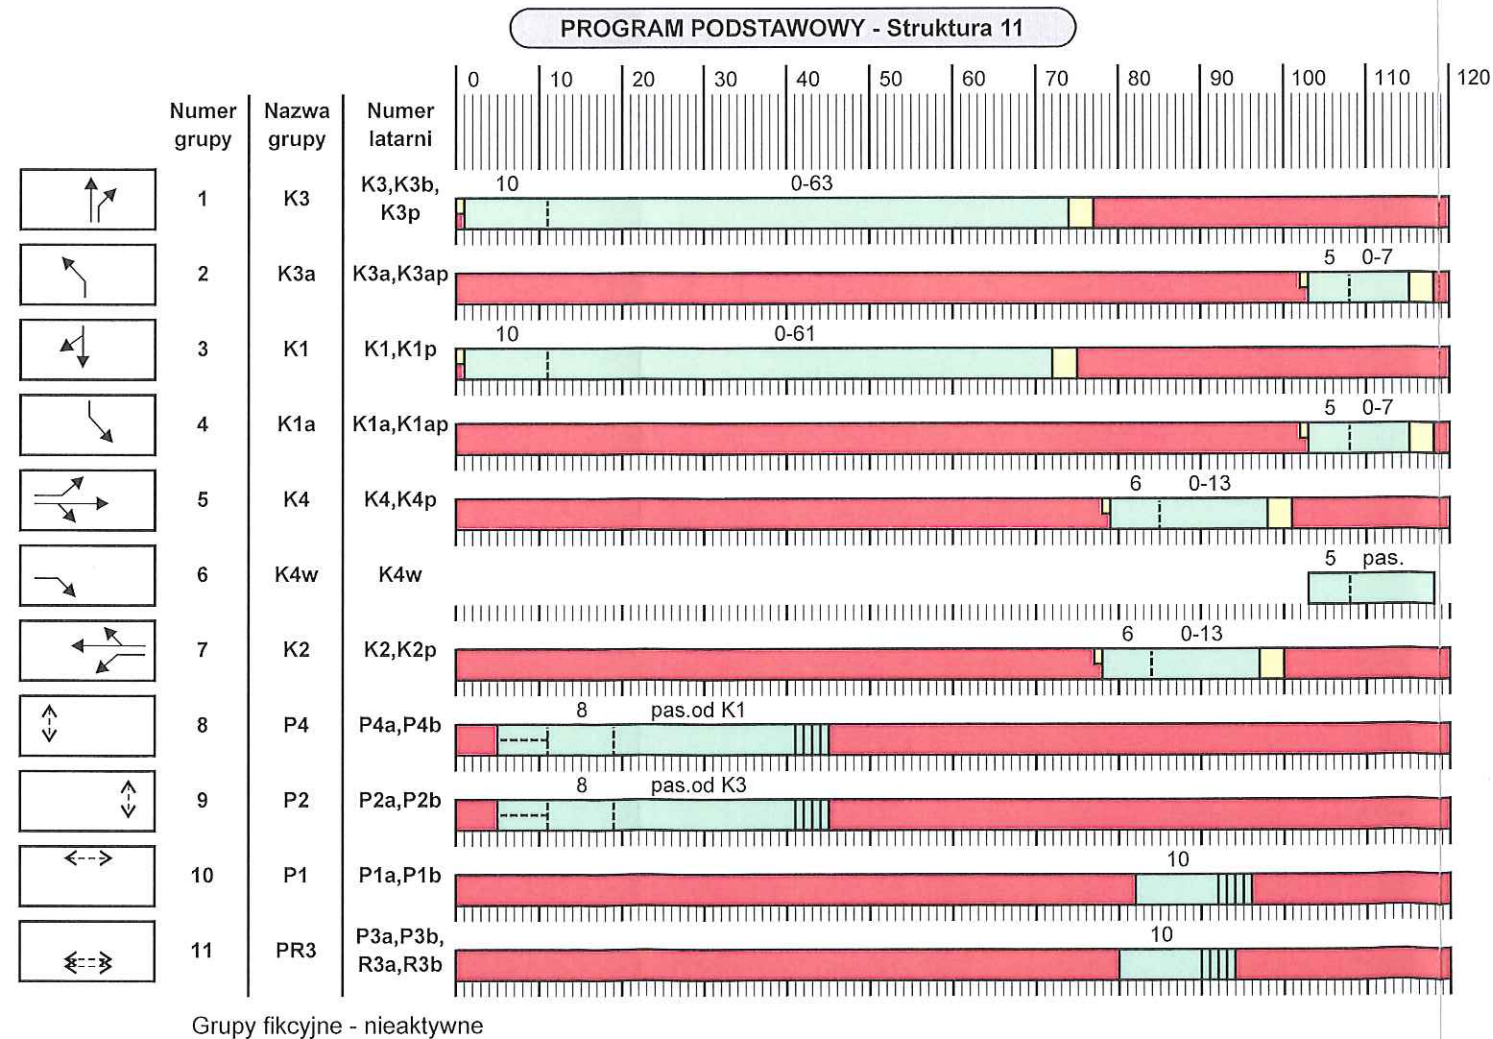 PROGRAM PODSTAWOWY - Struktura 11
0 10 20 30 40 50 60 70 80 90 100 110 120
Numer grupy Nazwa grupy Numer latarni
1 K3 K3,K3b, K3p 10 0-63
2 K3a K3a,K3ap 5 0-7
3 K1 K1,K1p 10 0-61
4 K1a K1a,K1ap 5 0-7
5 K4 K4,K4p 6 0-13
6 K4w K4w 5 pas.
7 K2 K2,K2p 6 0-13
8 P4 P4a,P4b 8 pas.od K1
9 P2 P2a,P2b 8 pas.od K3
10 P1 P1a,P1b 10
11 PR3 P3a,P3b, R3a,R3b 10
Grupy fikcyjne - nieaktywne